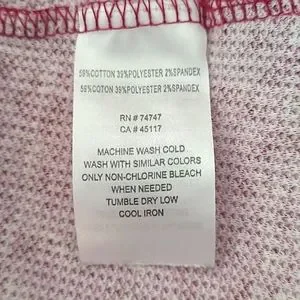 59%COTTON 39%POLYESTER 2%SPANDEX
59%COTON 39%POLYESTER 2%SPANDEX
RN # 74747
CA # 45117
MACHINE WASH COLD
WASH WITH SIMILAR COLORS
ONLY NON-CHLORINE BLEACH
WHEN NEEDED
TUMBLE DRY LOW
COOL IRON